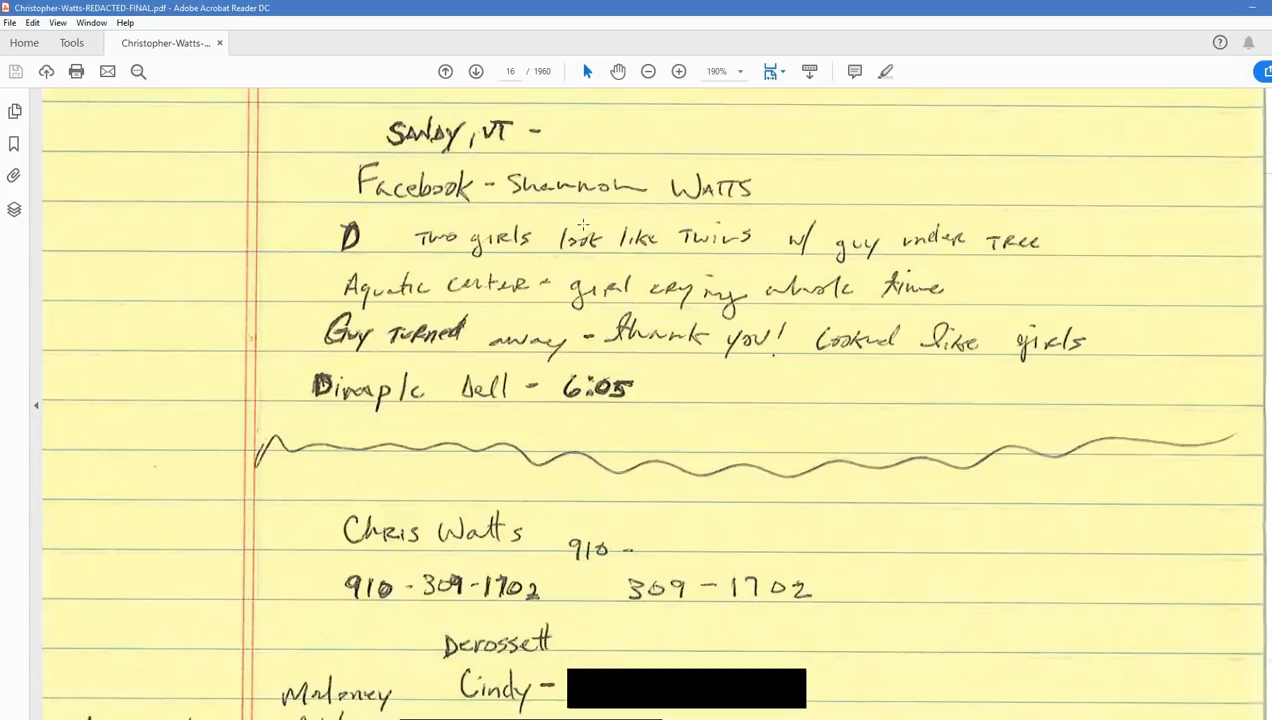 Christopher-Watts-REDACTED-FINAL.pdf - Adobe Acrobat Reader DC
File Edit View Window Help
Home Tools Christopher-Watts-... ×
16 / 1960 190%
SANDY, UT -
Facebook - Shannon WATTS
D Two girls look like Twins w/ guy under TREE
Aquatic center - girl crying whole time
Guy TURNED away - thank you! Looked like girls
Dimple Dell - 6:05
Chris Watts
910 -
910 - 309 - 1702 309 - 1702
Derossett
Moloney Cindy -